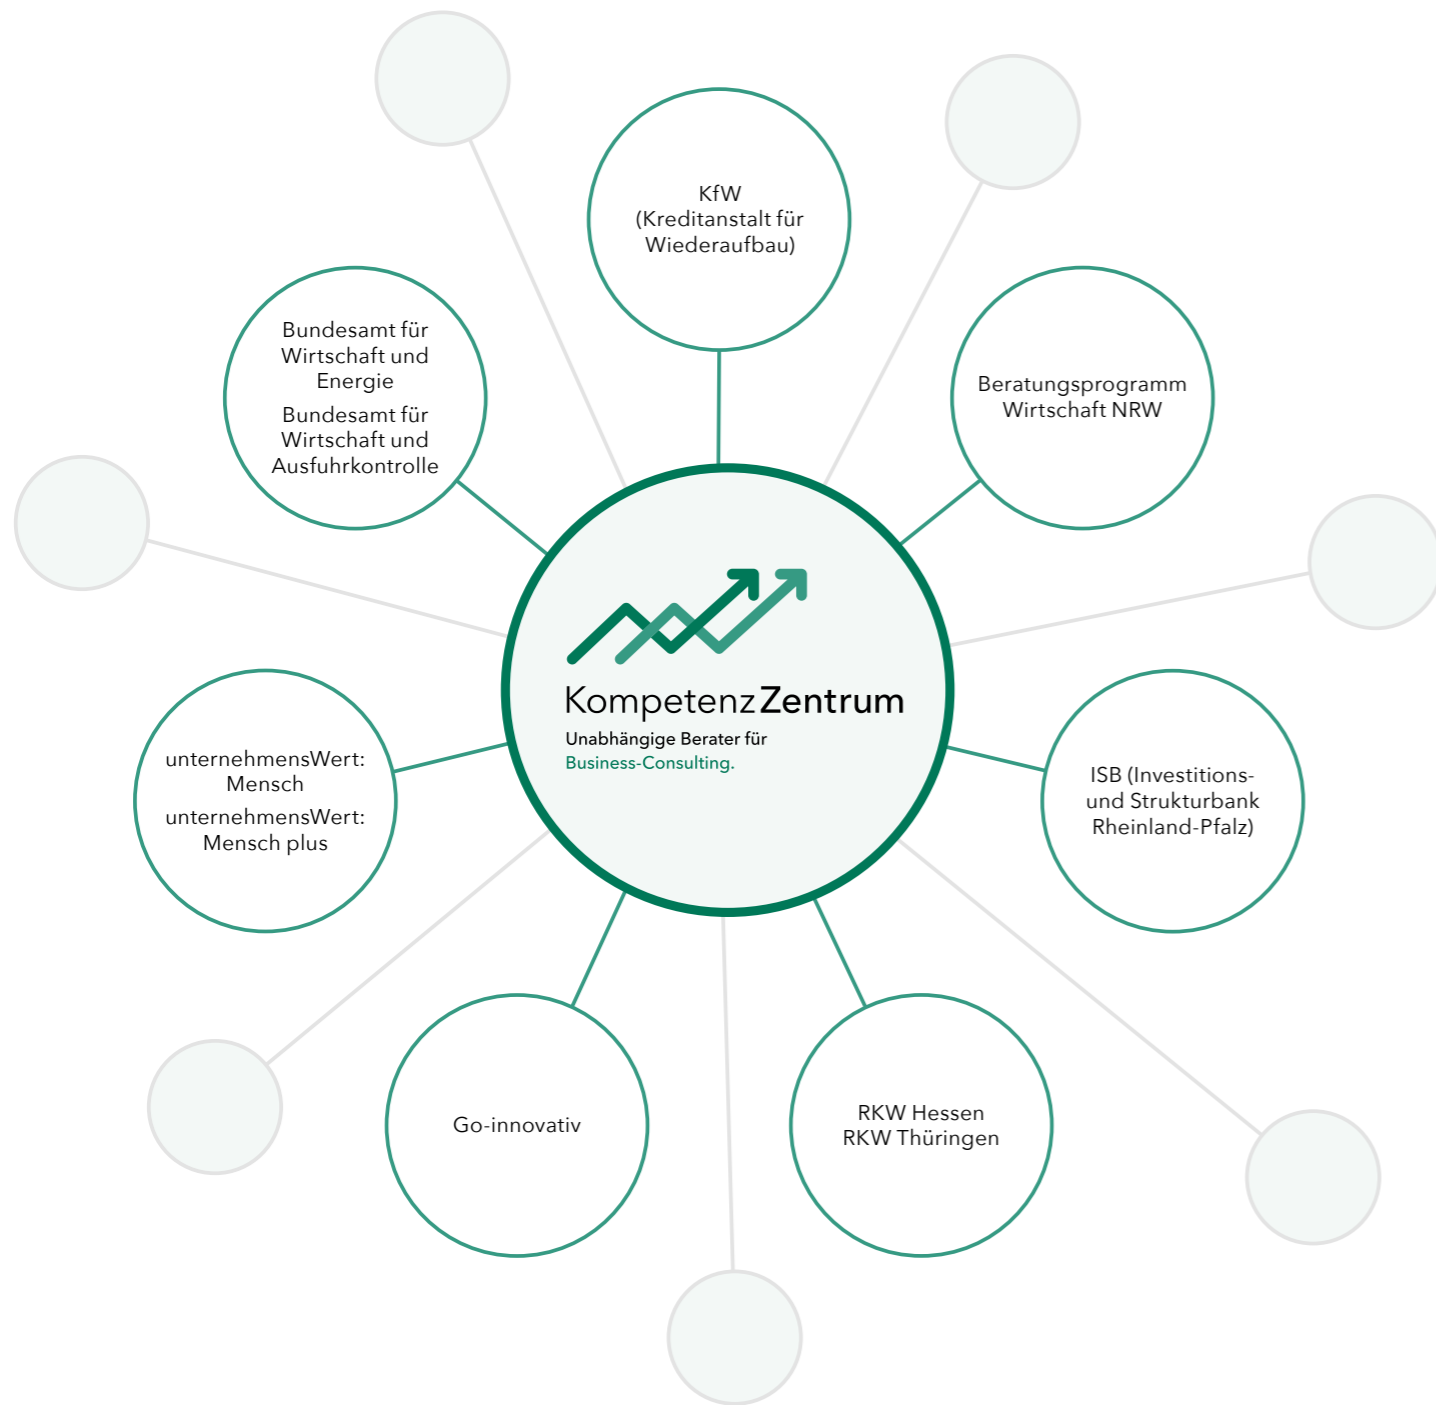 KfW
(Kreditanstalt für
Wiederaufbau)
Bundesamt für
Wirtschaft und
Energie
Bundesamt für
Wirtschaft und
Ausfuhrkontrolle
Beratungsprogramm
Wirtschaft NRW
KompetenzZentrum
Unabhängige Berater für
Business-Consulting.
unternehmensWert:
Mensch
unternehmensWert:
Mensch plus
ISB (Investitions-
und Strukturbank
Rheinland-Pfalz)
Go-innovativ
RKW Hessen
RKW Thüringen